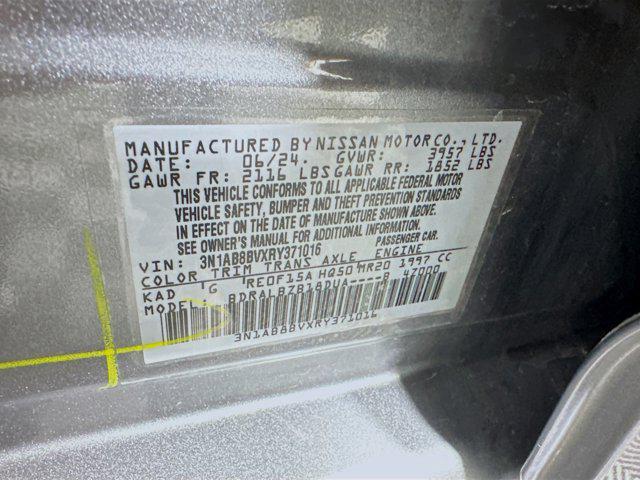 MANUFACTURED BY NISSAN MOTOR CO., LTD.
DATE: 06/24. GVWR: 3957 LBS
GAWR FR: 2116 LBS GAWR RR: 1852 LBS
THIS VEHICLE CONFORMS TO ALL APPLICABLE FEDERAL MOTOR
VEHICLE SAFETY, BUMPER AND THEFT PREVENTION STANDARDS
IN EFFECT ON THE DATE OF MANUFACTURE SHOWN ABOVE.
SEE OWNER'S MANUAL FOR ADDITIONAL INFORMATION.
VIN: 3N1AB8BVXRY371016 PASSENGER CAR.
COLOR TRIM TRANS AXLE ENGINE
KAD G RE0F15A HQ50 MR20 1997 CC
MODEL: BDRALBZB18DUA----B 47000
3N1AB8BVXRY371016